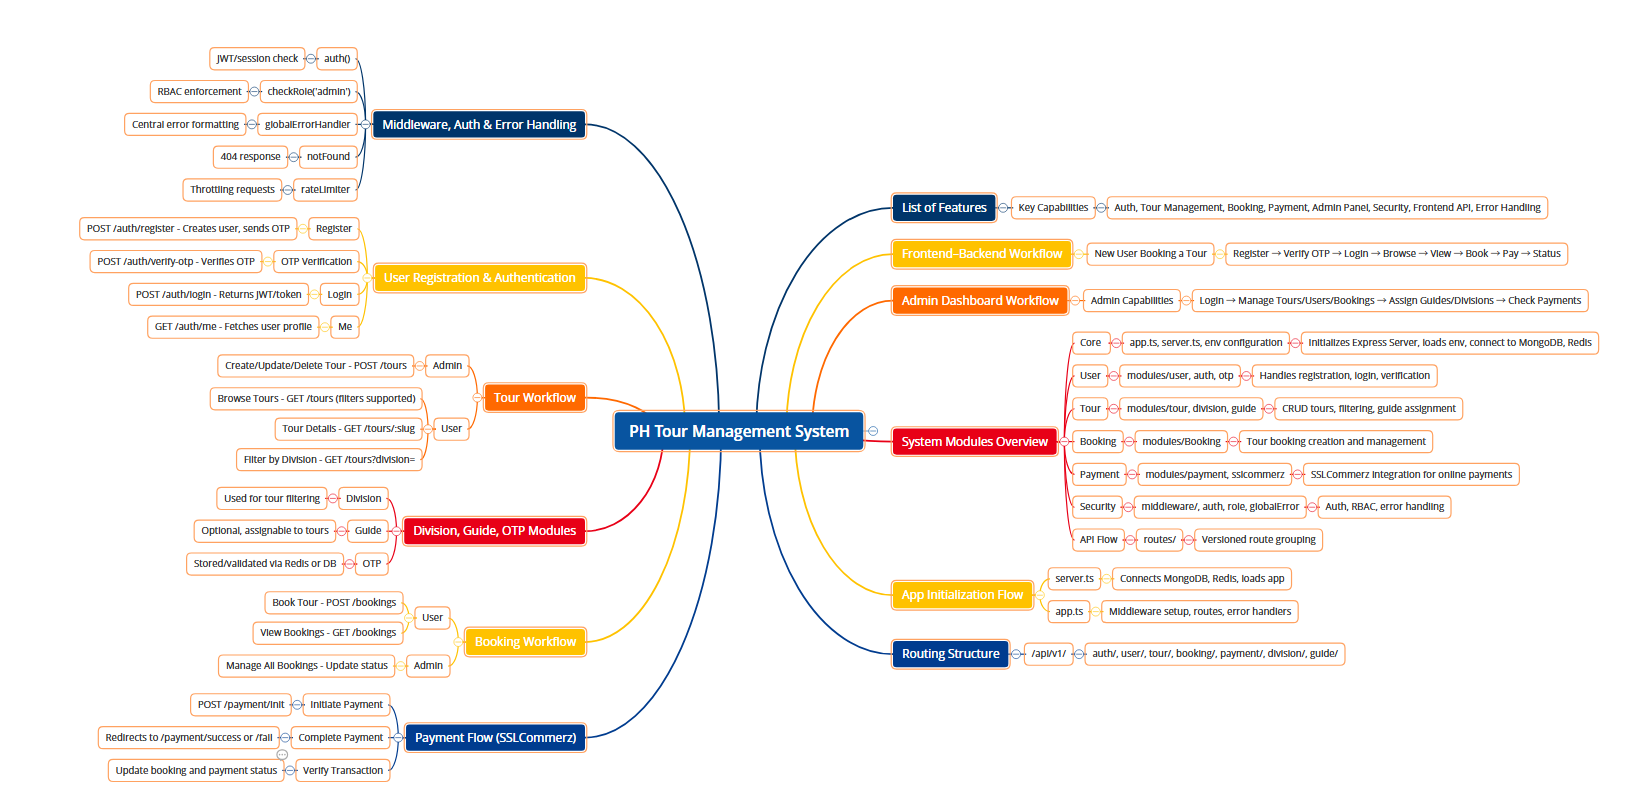 PH Tour Management System
Middleware, Auth & Error Handling
auth()
JWT/session check
checkRole('admin')
RBAC enforcement
globalErrorHandler
Central error formatting
notFound
404 response
rateLimiter
Throttling requests
User Registration & Authentication
Register
POST /auth/register - Creates user, sends OTP
OTP Verification
POST /auth/verify-otp - Verifies OTP
Login
POST /auth/login - Returns JWT/token
Me
GET /auth/me - Fetches user profile
Tour Workflow
Admin
Create/Update/Delete Tour - POST /tours
User
Browse Tours - GET /tours (filters supported)
Tour Details - GET /tours/:slug
Filter by Division - GET /tours?division=
Division, Guide, OTP Modules
Division
Used for tour filtering
Guide
Optional, assignable to tours
OTP
Stored/validated via Redis or DB
Booking Workflow
User
Book Tour - POST /bookings
View Bookings - GET /bookings
Admin
Manage All Bookings - Update status
Payment Flow (SSLCommerz)
Initiate Payment
POST /payment/init
Complete Payment
Redirects to /payment/success or /fail
Verify Transaction
Update booking and payment status
List of Features
Key Capabilities
Auth, Tour Management, Booking, Payment, Admin Panel, Security, Frontend API, Error Handling
Frontend–Backend Workflow
New User Booking a Tour
Register → Verify OTP → Login → Browse → View → Book → Pay → Status
Admin Dashboard Workflow
Admin Capabilities
Login → Manage Tours/Users/Bookings → Assign Guides/Divisions → Check Payments
System Modules Overview
Core
app.ts, server.ts, env configuration
Initializes Express Server, loads env, connect to MongoDB, Redis
User
modules/user, auth, otp
Handles registration, login, verification
Tour
modules/tour, division, guide
CRUD tours, filtering, guide assignment
Booking
modules/Booking
Tour booking creation and management
Payment
modules/payment, sslcommerz
SSLCommerz integration for online payments
Security
middleware/, auth, role, globalError
Auth, RBAC, error handling
API Flow
routes/
Versioned route grouping
App Initialization Flow
server.ts
Connects MongoDB, Redis, loads app
app.ts
Middleware setup, routes, error handlers
Routing Structure
/api/v1/
auth/, user/, tour/, booking/, payment/, division/, guide/